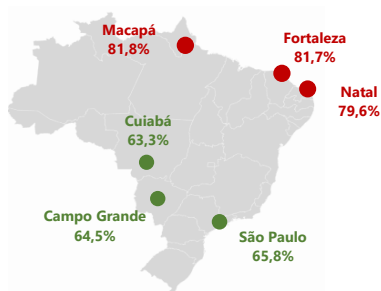 Macapá
81,8%
Fortaleza
81,7%
Natal
79,6%
Cuiabá
63,3%
Campo Grande
64,5%
São Paulo
65,8%